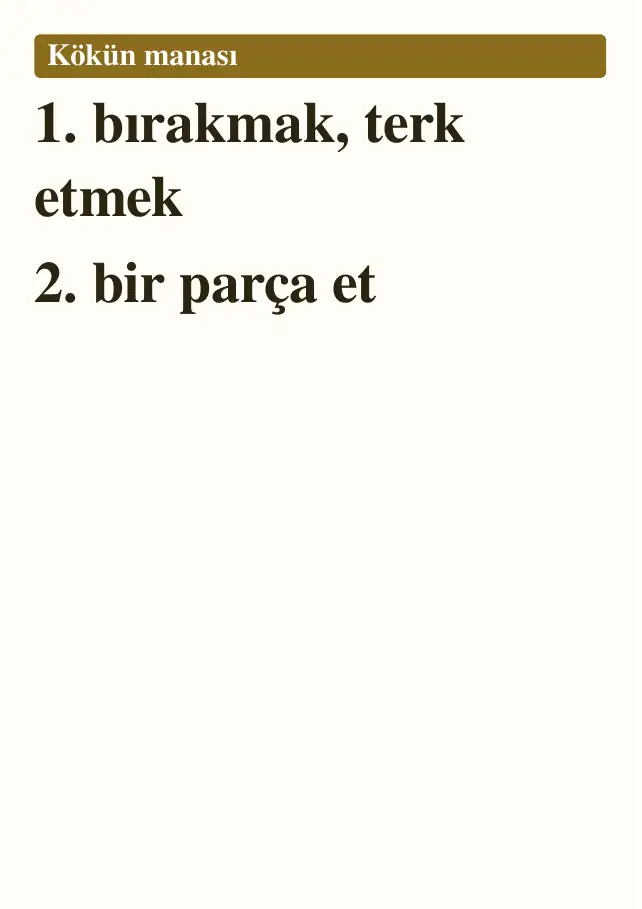 Kökün manası
1. bırakmak, terk
etmek
2. bir parça et